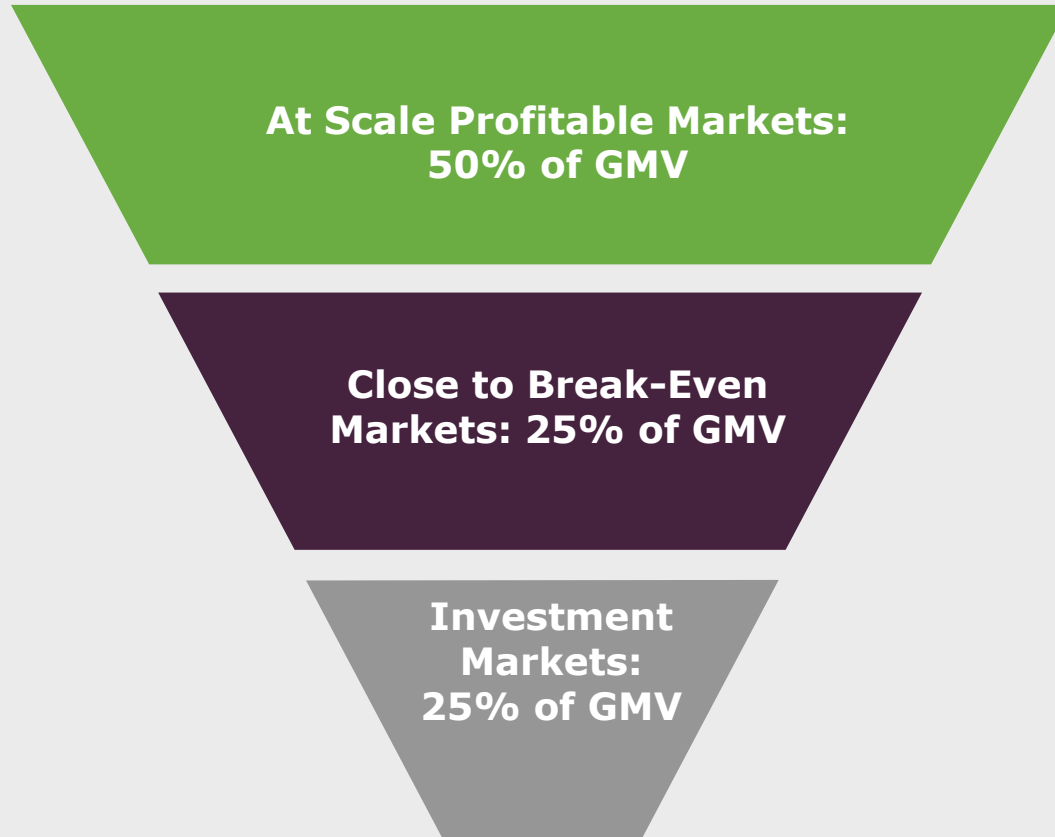 At Scale Profitable Markets:
50% of GMV
Close to Break-Even
Markets: 25% of GMV
Investment
Markets:
25% of GMV